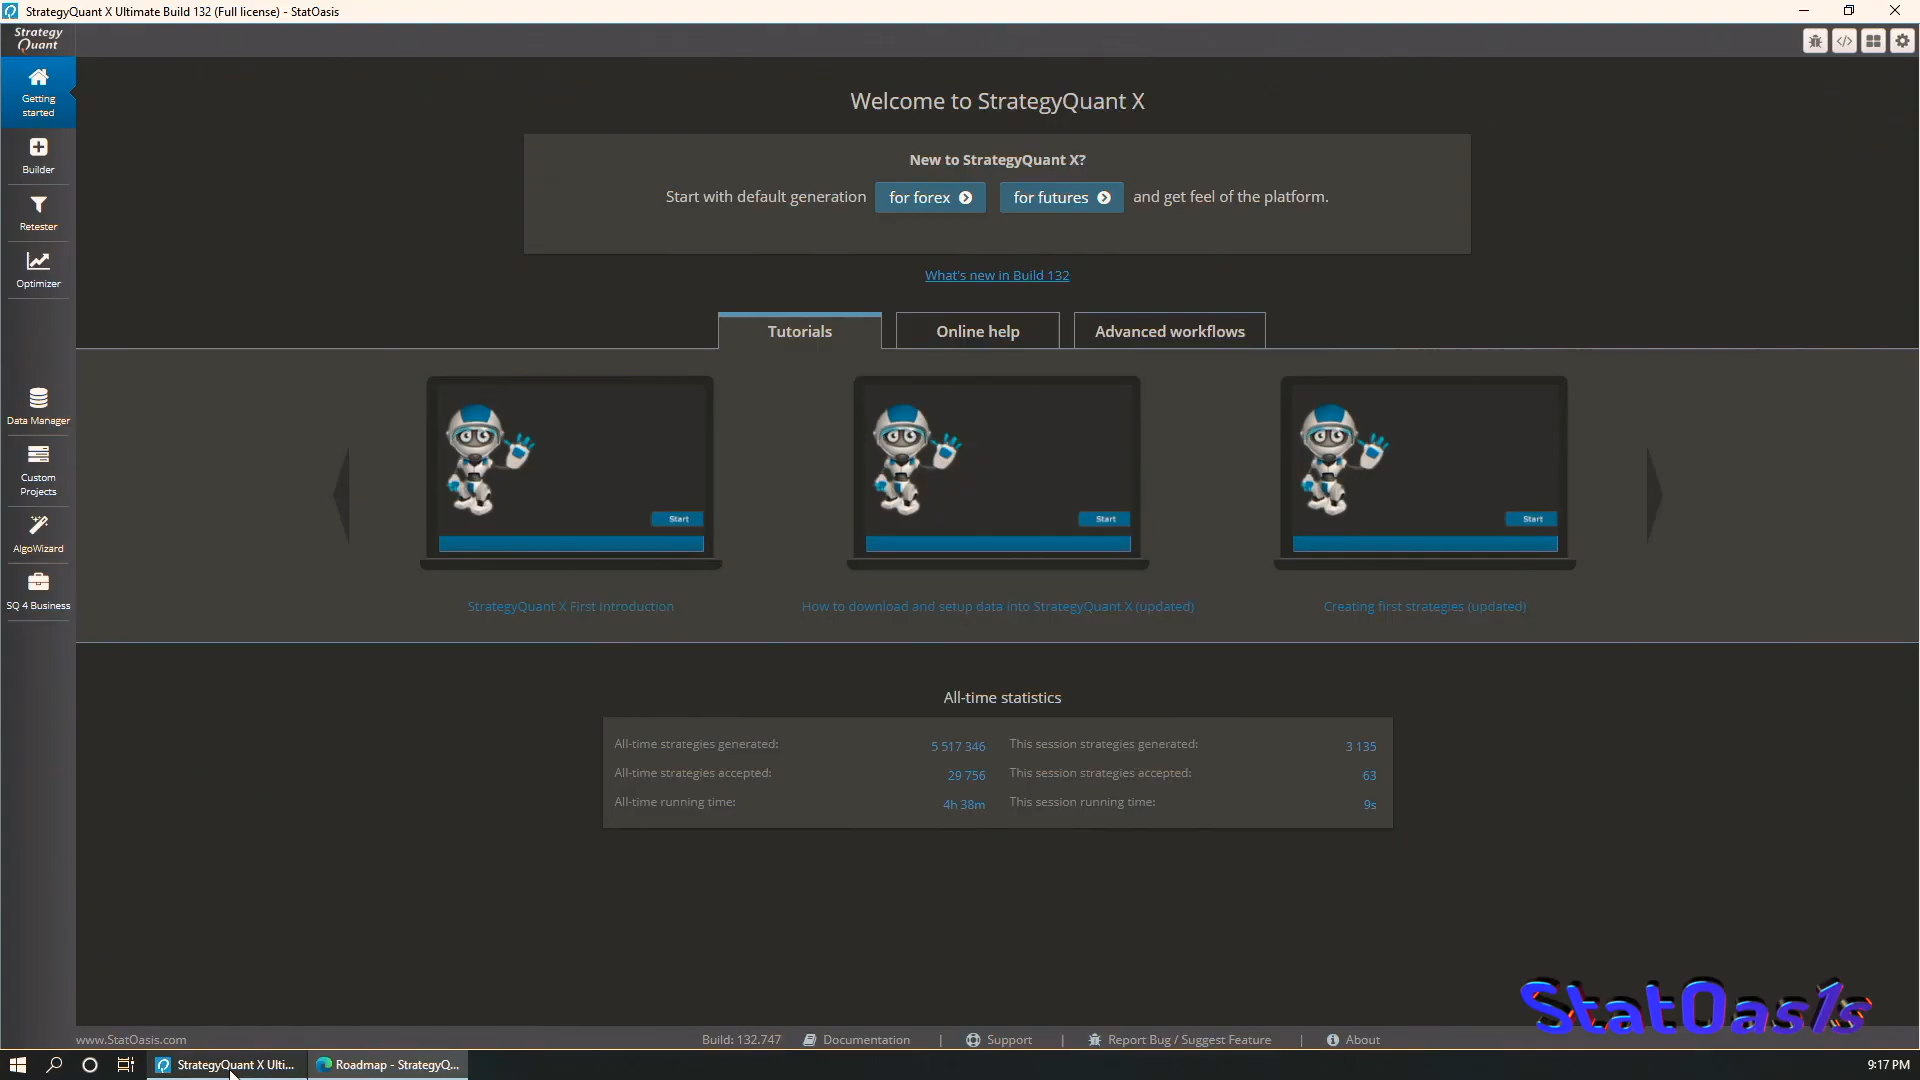 StrategyQuant X Ultimate Build 132 (Full license) - StatOasis
Strategy
Quant
Getting
started
Builder
Retester
Optimizer
Data Manager
Custom
Projects
AlgoWizard
SQ 4 Business
Welcome to StrategyQuant X
New to StrategyQuant X?
Start with default generation for forex for futures and get feel of the platform.
What's new in Build 132
Tutorials Online help Advanced workflows
Start Start Start
StrategyQuant X First introduction How to download and setup data into StrategyQuant X (updated) Creating first strategies (updated)
All-time statistics
All-time strategies generated: 5 517 346 This session strategies generated: 3 135
All-time strategies accepted: 29 756 This session strategies accepted: 63
All-time running time: 4h 38m This session running time: 9s
StatOas1s
www.StatOasis.com Build: 132.747 Documentation | Support | Report Bug / Suggest Feature | About
StrategyQuant X Ulti... Roadmap - StrategyQ... 9:17 PM